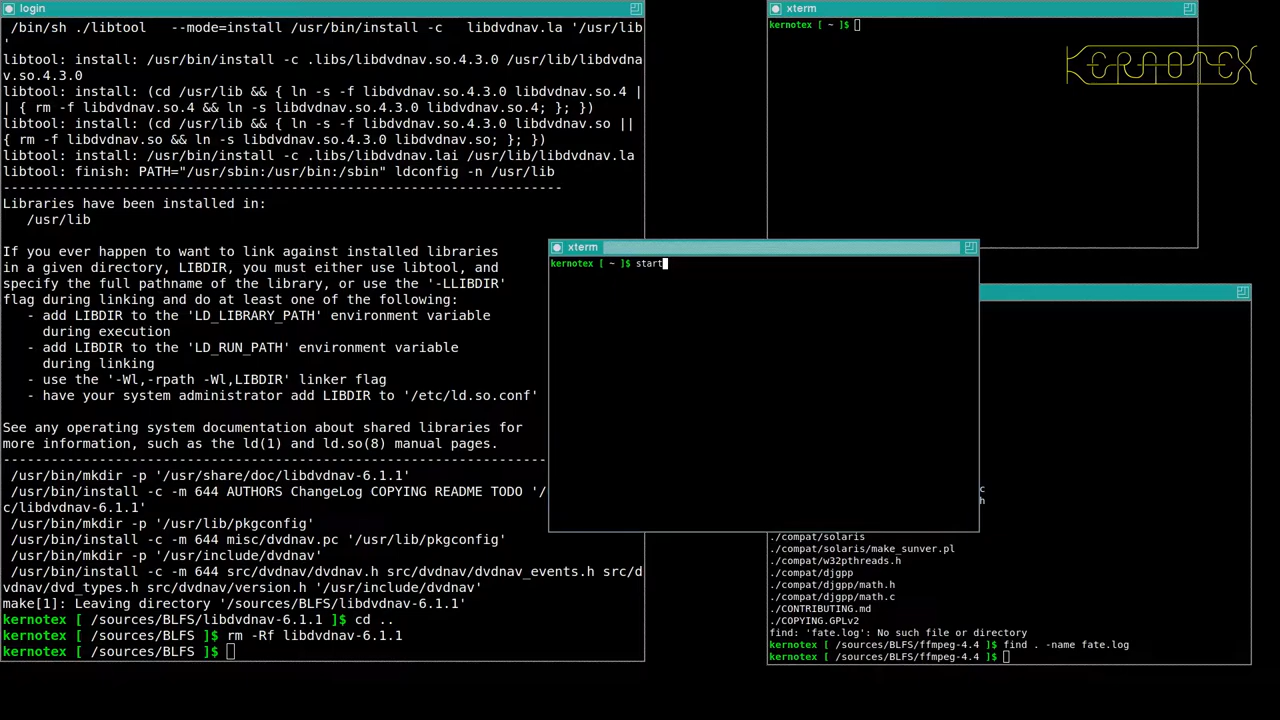 login
/bin/sh ./libtool   --mode=install /usr/bin/install -c   libdvdnav.la '/usr/lib
'
libtool: install: /usr/bin/install -c .libs/libdvdnav.so.4.3.0 /usr/lib/libdvdna
v.so.4.3.0
libtool: install: (cd /usr/lib && { ln -s -f libdvdnav.so.4.3.0 libdvdnav.so.4 |
| { rm -f libdvdnav.so.4 && ln -s libdvdnav.so.4.3.0 libdvdnav.so.4; }; })
libtool: install: (cd /usr/lib && { ln -s -f libdvdnav.so.4.3.0 libdvdnav.so ||
{ rm -f libdvdnav.so && ln -s libdvdnav.so.4.3.0 libdvdnav.so; }; })
libtool: install: /usr/bin/install -c .libs/libdvdnav.lai /usr/lib/libdvdnav.la
libtool: finish: PATH="/usr/sbin:/usr/bin:/sbin" ldconfig -n /usr/lib
----------------------------------------------------------------------
Libraries have been installed in:
   /usr/lib
If you ever happen to want to link against installed libraries
in a given directory, LIBDIR, you must either use libtool, and
specify the full pathname of the library, or use the '-LLIBDIR'
flag during linking and do at least one of the following:
   - add LIBDIR to the 'LD_LIBRARY_PATH' environment variable
     during execution
   - add LIBDIR to the 'LD_RUN_PATH' environment variable
     during linking
   - use the '-Wl,-rpath -Wl,LIBDIR' linker flag
   - have your system administrator add LIBDIR to '/etc/ld.so.conf'
See any operating system documentation about shared libraries for
more information, such as the ld(1) and ld.so(8) manual pages.
----------------------------------------------------------------------
/usr/bin/mkdir -p '/usr/share/doc/libdvdnav-6.1.1'
/usr/bin/install -c -m 644 AUTHORS ChangeLog COPYING README TODO '/
c/libdvdnav-6.1.1'
/usr/bin/mkdir -p '/usr/lib/pkgconfig'
/usr/bin/install -c -m 644 misc/dvdnav.pc '/usr/lib/pkgconfig'
/usr/bin/mkdir -p '/usr/include/dvdnav'
/usr/bin/install -c -m 644 src/dvdnav/dvdnav.h src/dvdnav/dvdnav_events.h src/d
vdnav/dvd_types.h src/dvdnav/version.h '/usr/include/dvdnav'
make[1]: Leaving directory '/sources/BLFS/libdvdnav-6.1.1'
kernotex [ /sources/BLFS/libdvdnav-6.1.1 ]$ cd ..
kernotex [ /sources/BLFS ]$ rm -Rf libdvdnav-6.1.1
kernotex [ /sources/BLFS ]$
xterm
kernotex [ ~ ]$
KERNOTEX
xterm
kernotex [ ~ ]$ start
c
h
./compat/solaris
./compat/solaris/make_sunver.pl
./compat/w32pthreads.h
./compat/djgpp
./compat/djgpp/math.h
./compat/djgpp/math.c
./CONTRIBUTING.md
./COPYING.GPLv2
find: 'fate.log': No such file or directory
kernotex [ /sources/BLFS/ffmpeg-4.4 ]$ find . -name fate.log
kernotex [ /sources/BLFS/ffmpeg-4.4 ]$